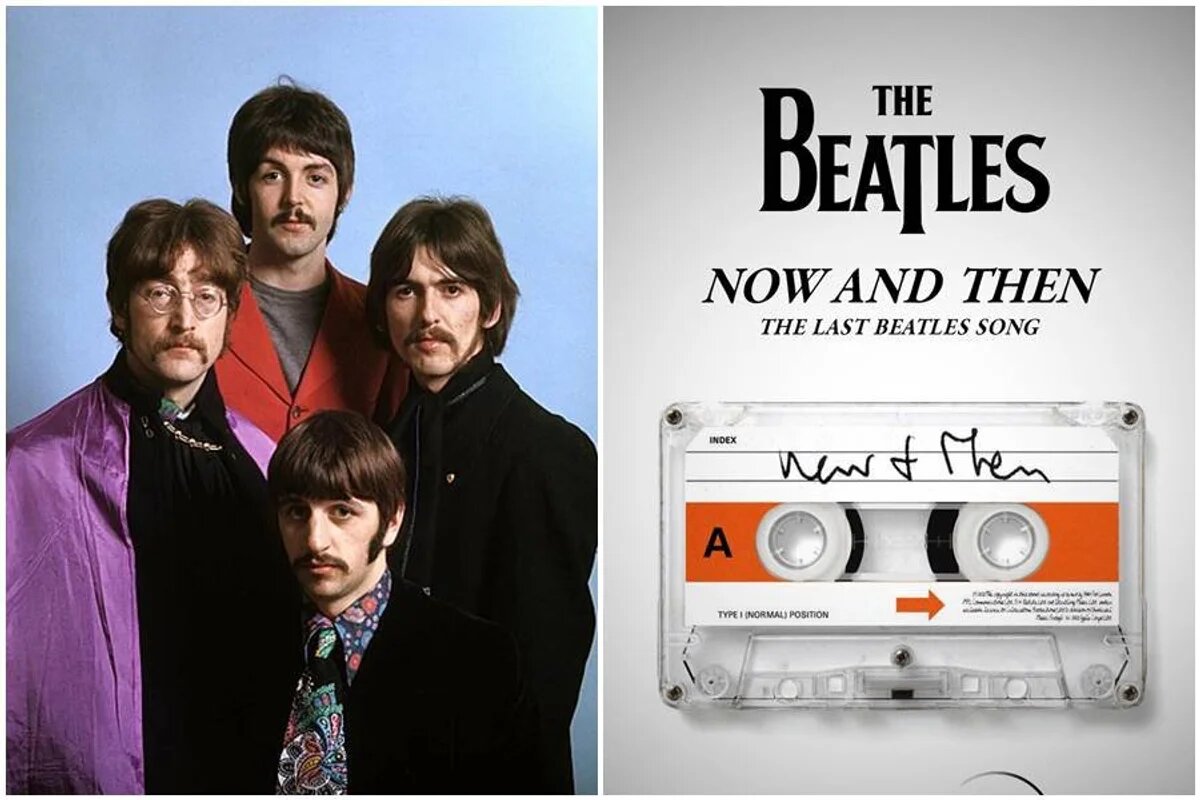 THE
BEATLES
NOW AND THEN
THE LAST BEATLES SONG
INDEX
Now & Then
A
TYPE I (NORMAL) POSITION